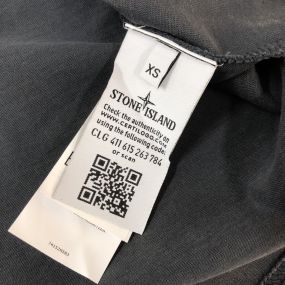 XS
STONE ISLAND
Check the authenticity on
WWW.CERTILOGO.COM
using the following code:
CLG 411 615 263 784
or scan